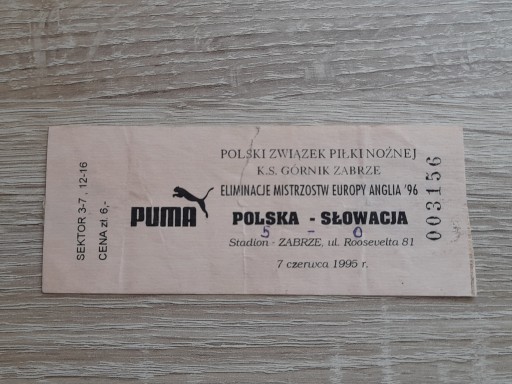 SEKTOR 3-7, 12-16
CENA zł 6,-
PUMA
POLSKI ZWIĄZEK PIŁKI NOŻNEJ
K.S. GÓRNIK ZABRZE
ELIMINACJE MISTRZOSTW EUROPY ANGLIA '96
POLSKA - SŁOWACJA
5 - 0
Stadion - ZABRZE, ul. Roosevelta 81
7 czerwca 1995 r.
003156